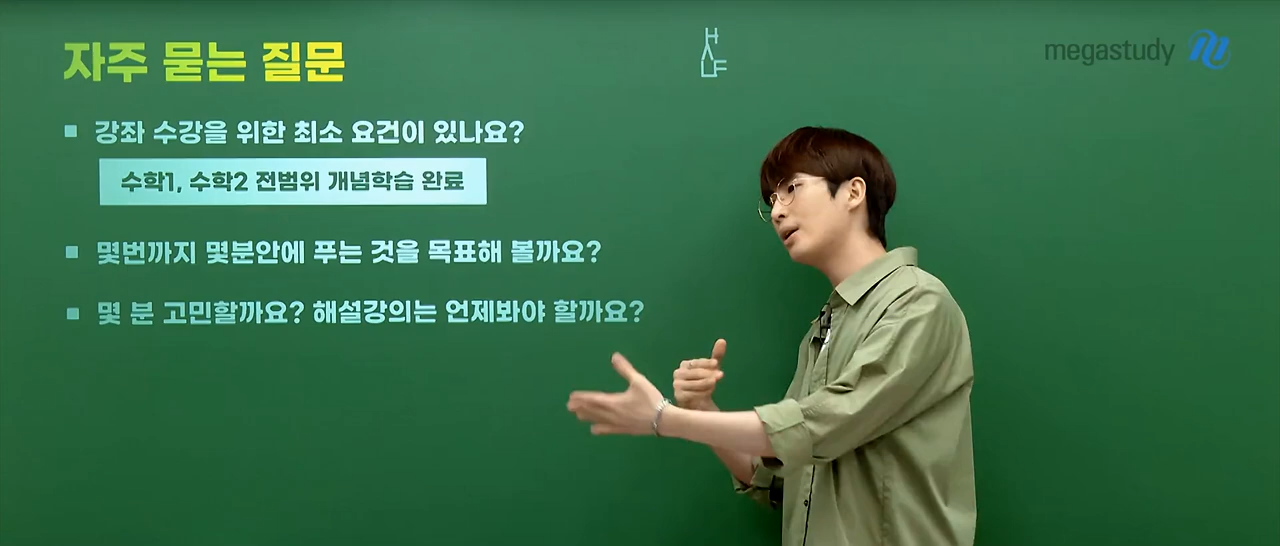 자주 묻는 질문
HALF
megastudy
강좌 수강을 위한 최소 요건이 있나요?
수학1, 수학2 전범위 개념학습 완료
몇번까지 몇분안에 푸는 것을 목표해 볼까요?
몇 분 고민할까요? 해설강의는 언제봐야 할까요?